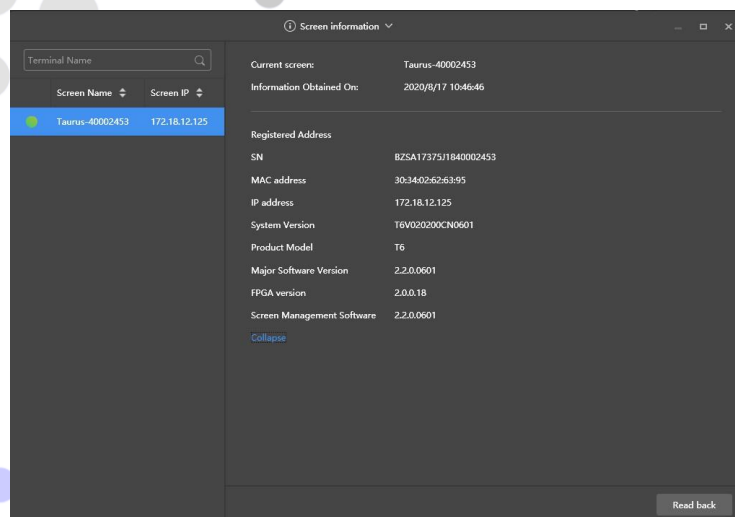 Screen information
Terminal Name
Screen Name Screen IP
Taurus-40002453 172.18.12.125
Current screen: Taurus-40002453
Information Obtained On: 2020/8/17 10:46:46
Registered Address
SN BZSA17375J1840002453
MAC address 30:34:02:62:63:95
IP address 172.18.12.125
System Version T6V020200CN0601
Product Model T6
Major Software Version 2.2.0.0601
FPGA version 2.0.0.18
Screen Management Software 2.2.0.0601
Collapse
Read back